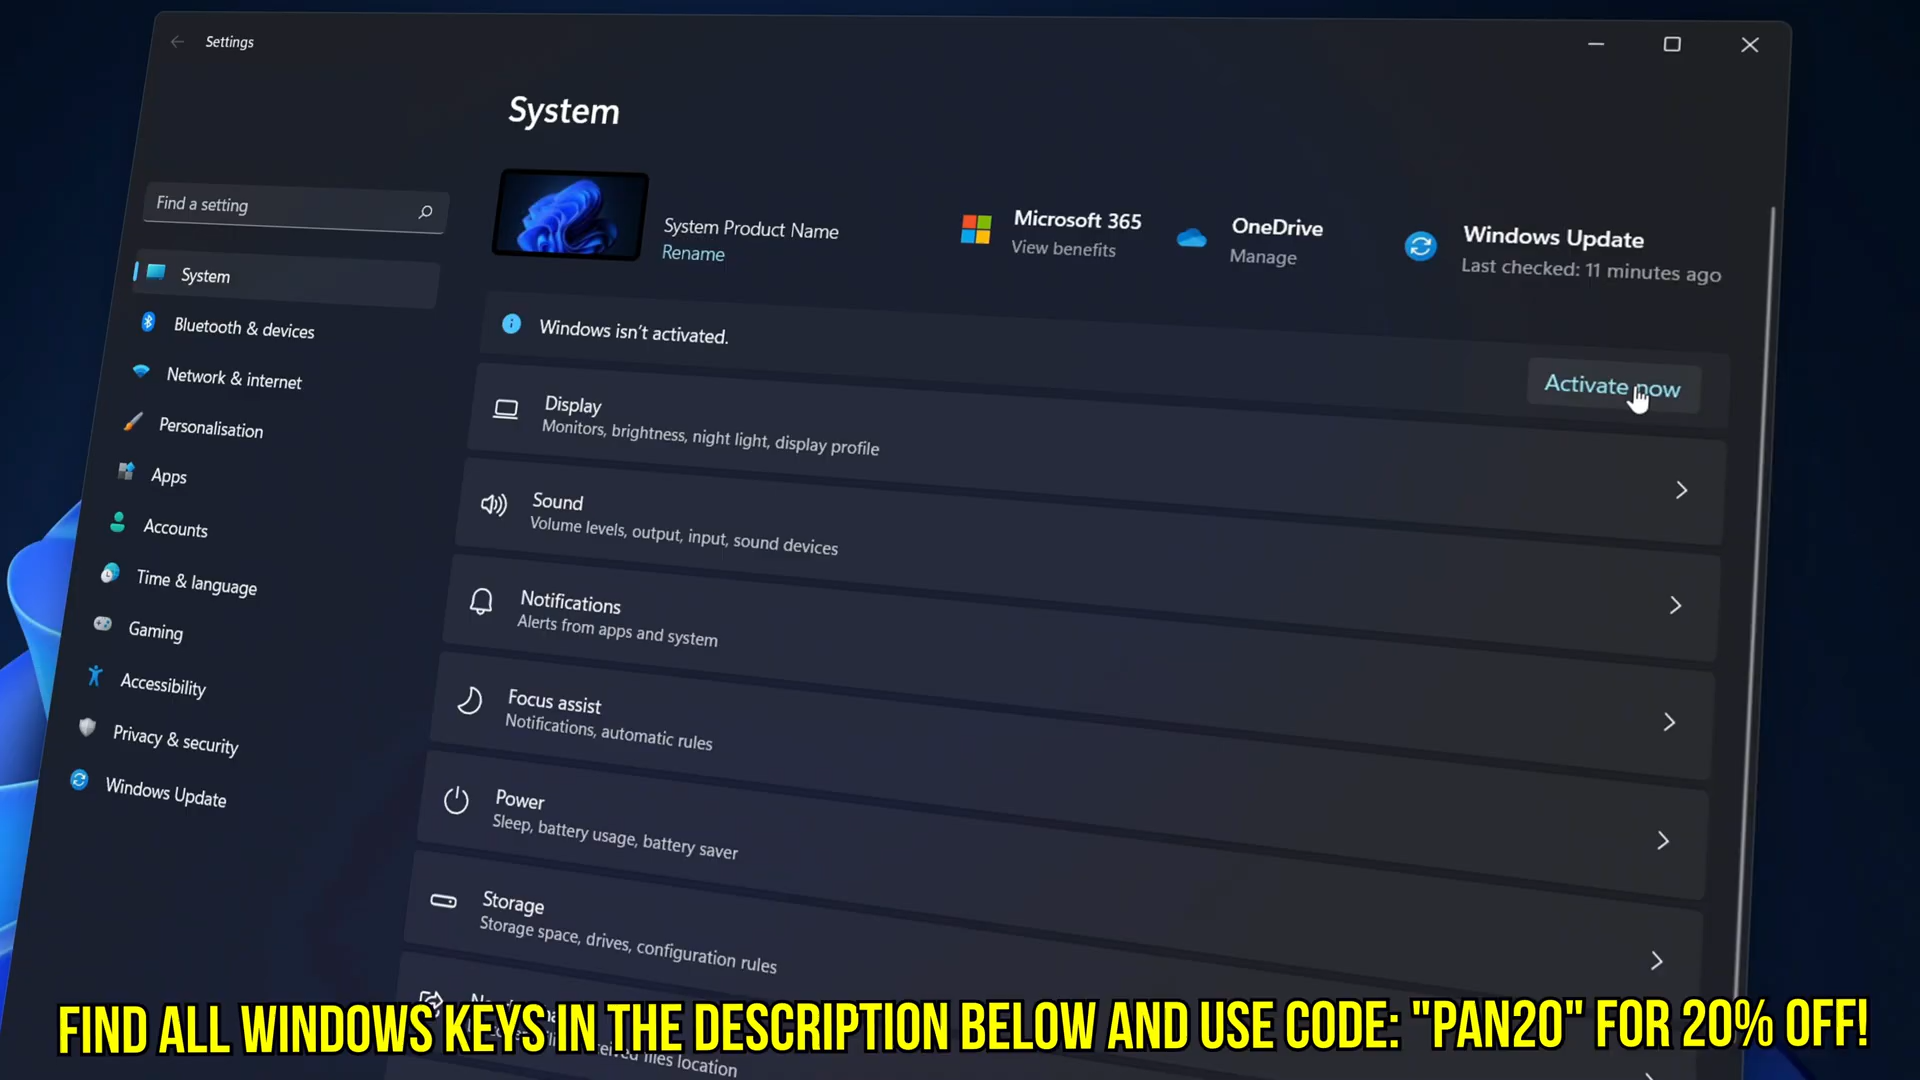 Settings
System
Find a setting
System Product Name
Rename
Microsoft 365
View benefits
OneDrive
Manage
Windows Update
Last checked: 11 minutes ago
System
Bluetooth & devices
Network & internet
Personalisation
Apps
Accounts
Time & language
Gaming
Accessibility
Privacy & security
Windows Update
Windows isn't activated.
Activate now
Display
Monitors, brightness, night light, display profile
Sound
Volume levels, output, input, sound devices
Notifications
Alerts from apps and system
Focus assist
Notifications, automatic rules
Power
Sleep, battery usage, battery saver
Storage
Storage space, drives, configuration rules
files location
FIND ALL WINDOWS KEYS IN THE DESCRIPTION BELOW AND USE CODE: "PAN20" FOR 20% OFF!